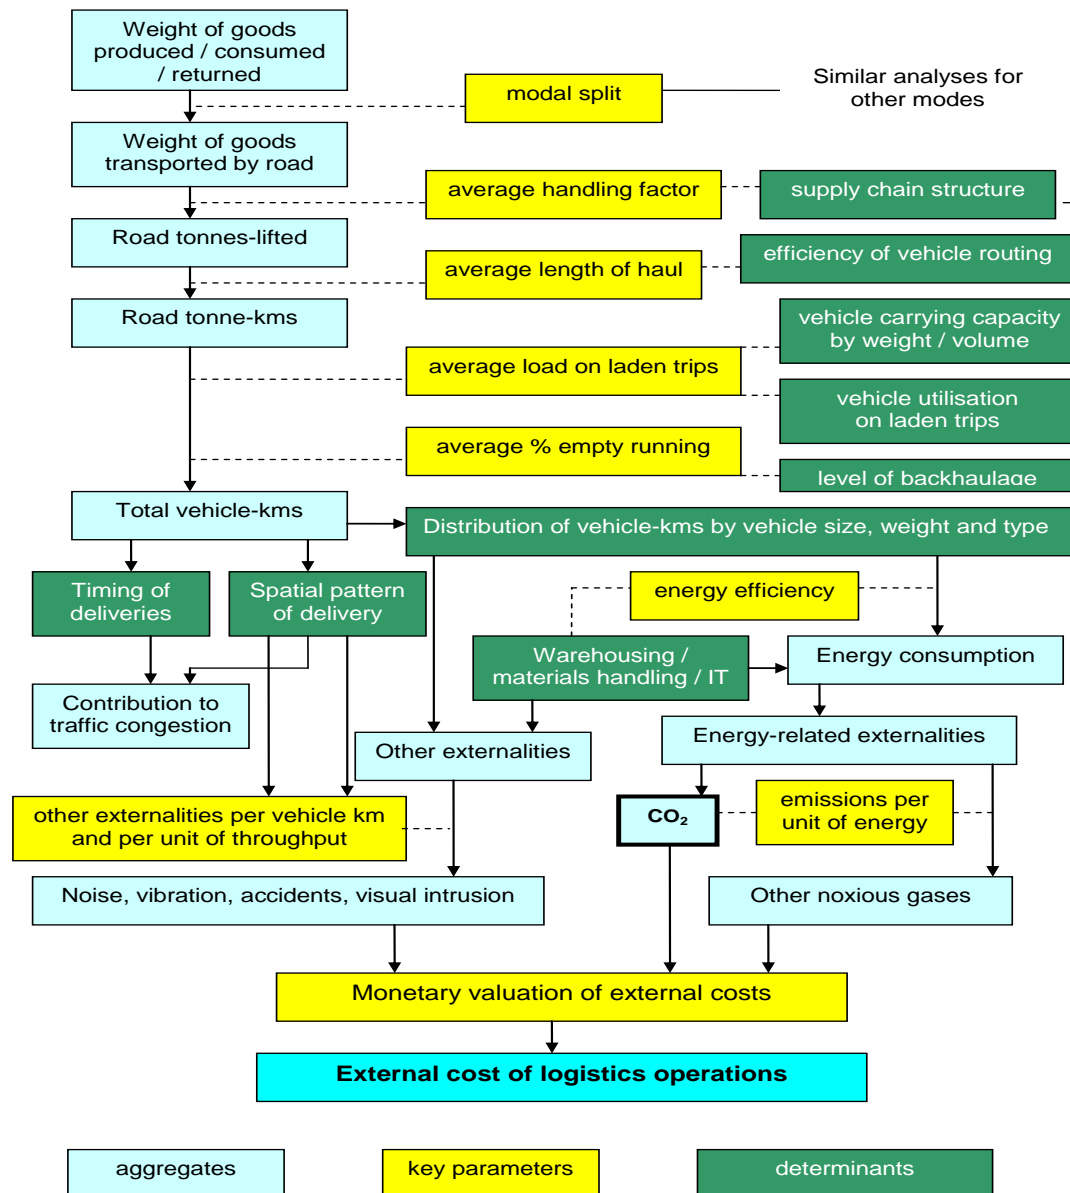 Weight of goods
produced / consumed
/ returned
modal split
Similar analyses for
other modes
Weight of goods
transported by road
average handling factor
supply chain structure
Road tonnes-lifted
average length of haul
efficiency of vehicle routing
Road tonne-kms
vehicle carrying capacity
by weight / volume
average load on laden trips
vehicle utilisation
on laden trips
average % empty running
level of backhaulage
Total vehicle-kms
Distribution of vehicle-kms by vehicle size, weight and type
Timing of
deliveries
Spatial pattern
of delivery
energy efficiency
Warehousing /
materials handling / IT
Energy consumption
Contribution to
traffic congestion
Other externalities
Energy-related externalities
other externalities per vehicle km
and per unit of throughput
CO₂
emissions per
unit of energy
Noise, vibration, accidents, visual intrusion
Other noxious gases
Monetary valuation of external costs
External cost of logistics operations
aggregates
key parameters
determinants